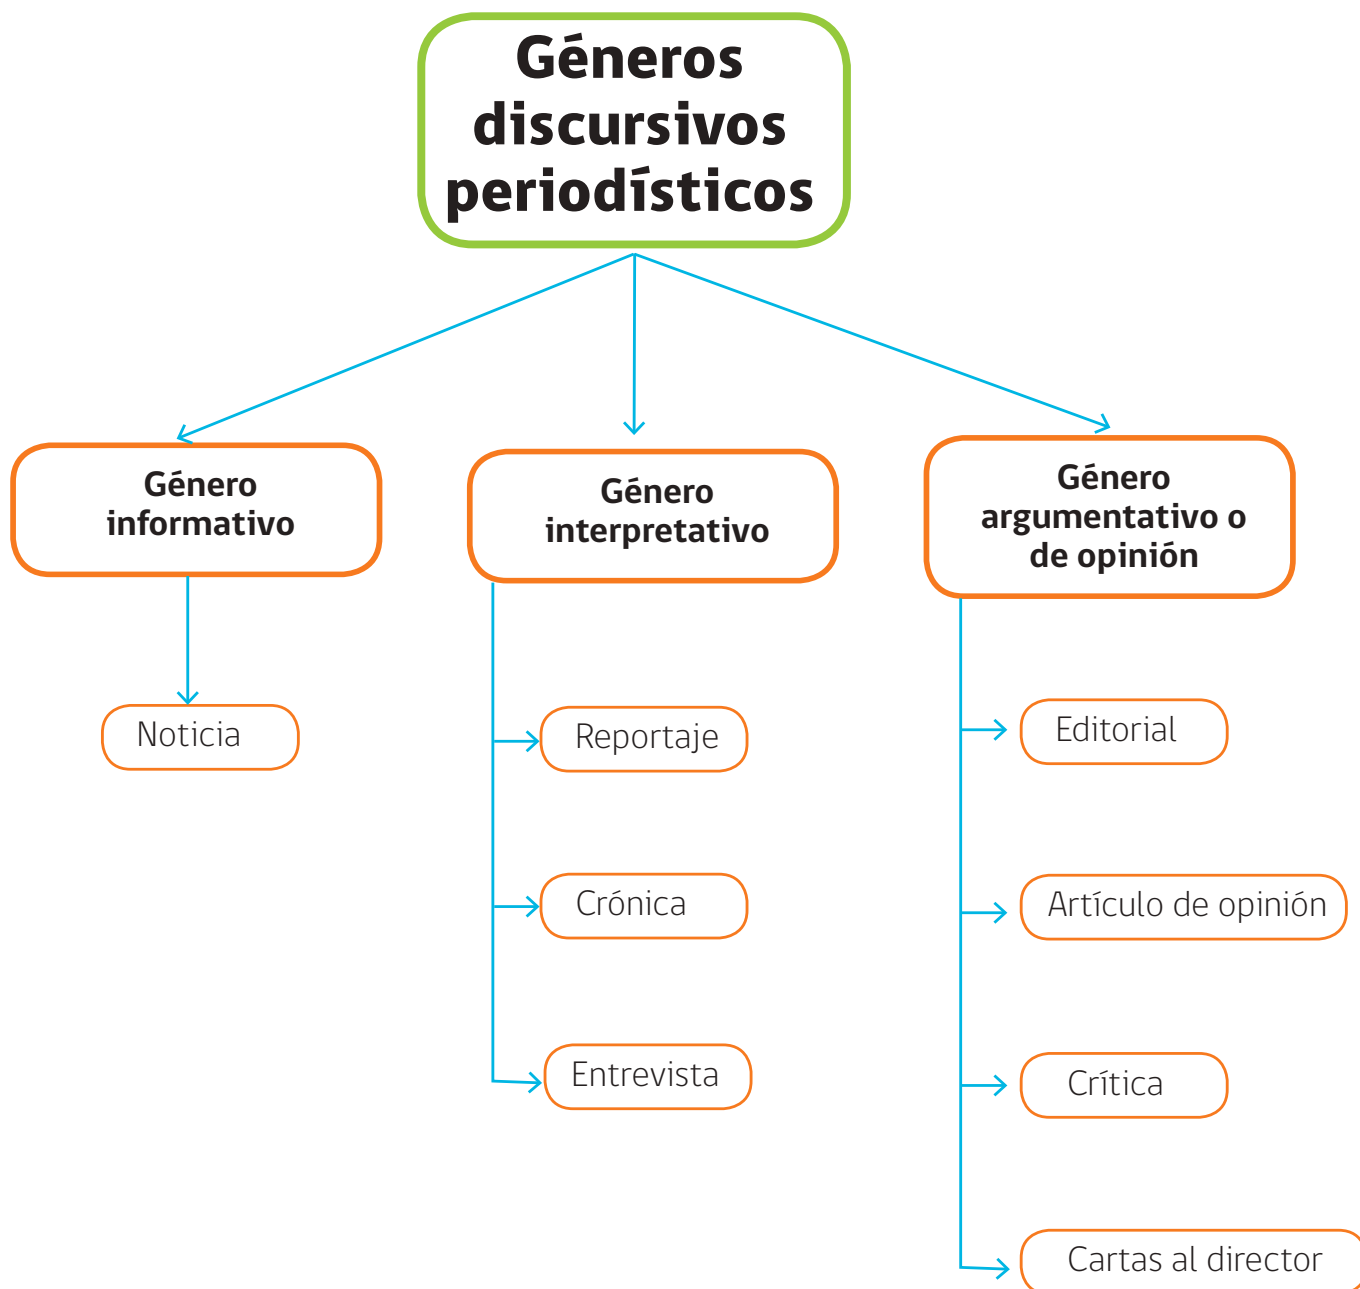 Géneros
discursivos
periodísticos
Género
informativo
Género
interpretativo
Género
argumentativo o
de opinión
Noticia
Reportaje
Crónica
Entrevista
Editorial
Artículo de opinión
Crítica
Cartas al director